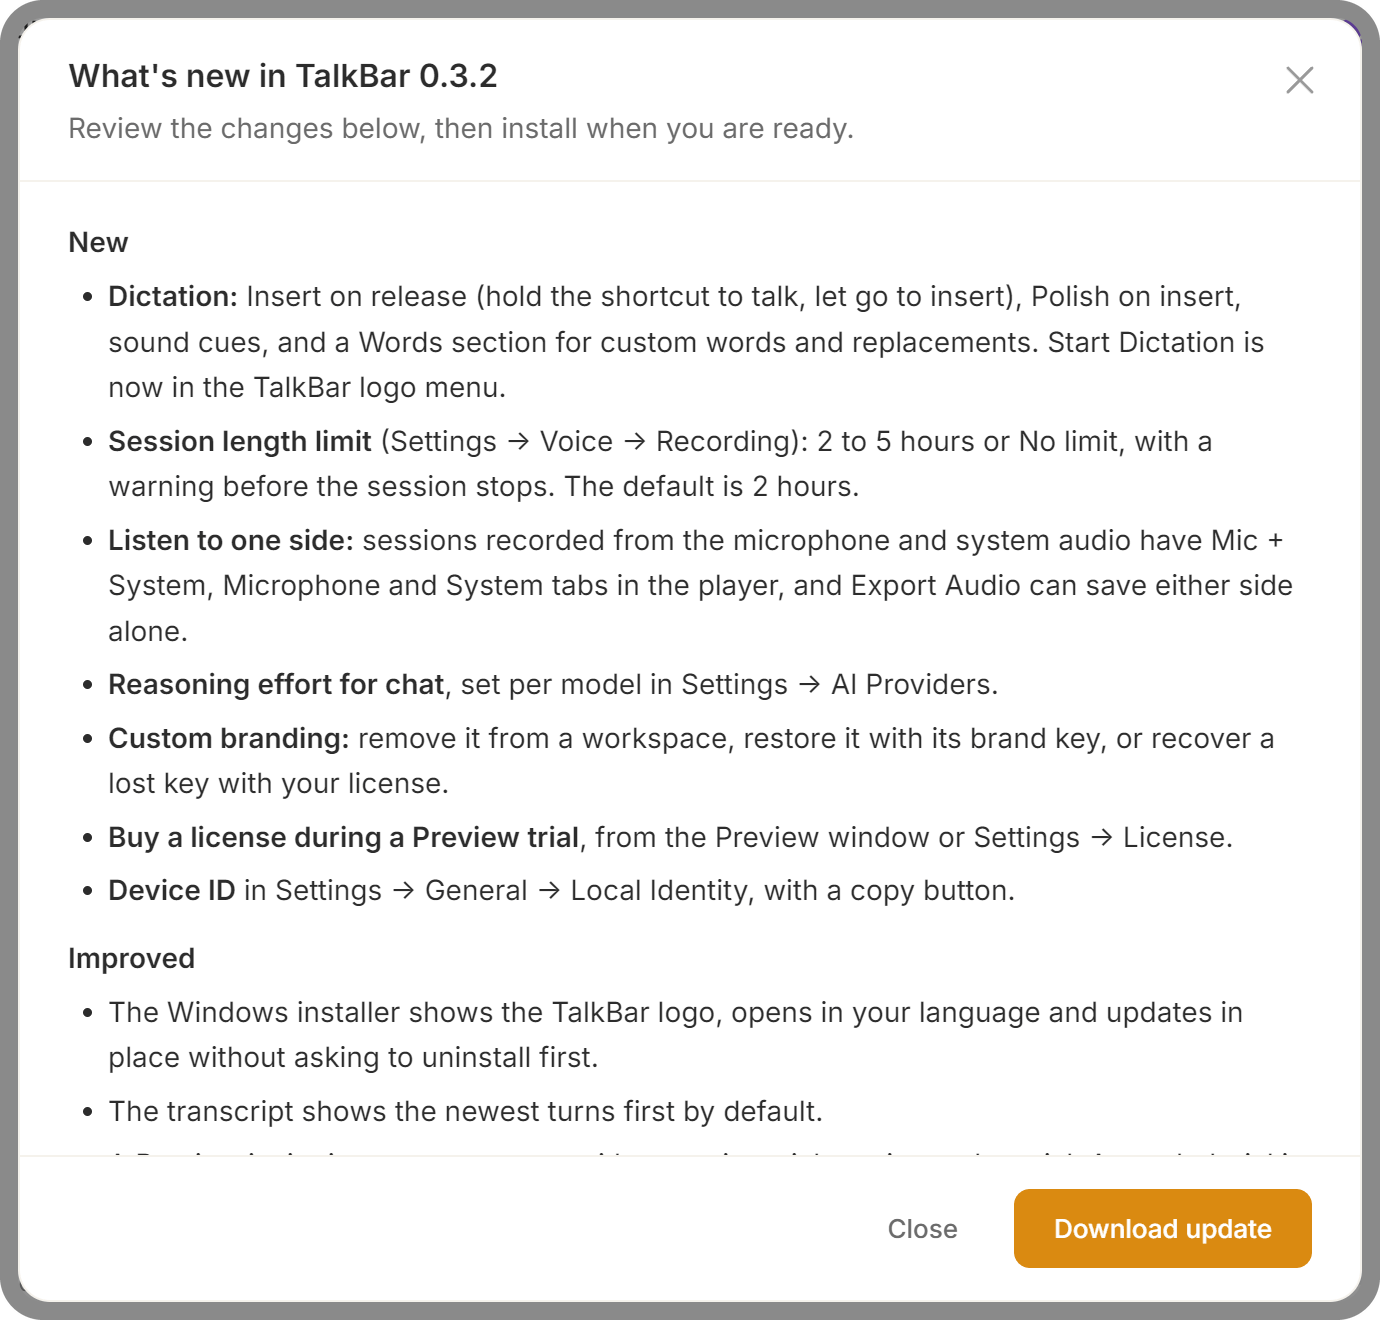 What's new in TalkBar 0.3.2
Review the changes below, then install when you are ready.
New
• Dictation: Insert on release (hold the shortcut to talk, let go to insert), Polish on insert,
sound cues, and a Words section for custom words and replacements. Start Dictation is
now in the TalkBar logo menu.
• Session length limit (Settings → Voice → Recording): 2 to 5 hours or No limit, with a
warning before the session stops. The default is 2 hours.
• Listen to one side: sessions recorded from the microphone and system audio have Mic +
System, Microphone and System tabs in the player, and Export Audio can save either side
alone.
• Reasoning effort for chat, set per model in Settings → AI Providers.
• Custom branding: remove it from a workspace, restore it with its brand key, or recover a
lost key with your license.
• Buy a license during a Preview trial, from the Preview window or Settings → License.
• Device ID in Settings → General → Local Identity, with a copy button.
Improved
• The Windows installer shows the TalkBar logo, opens in your language and updates in
place without asking to uninstall first.
• The transcript shows the newest turns first by default.
Close
Download update